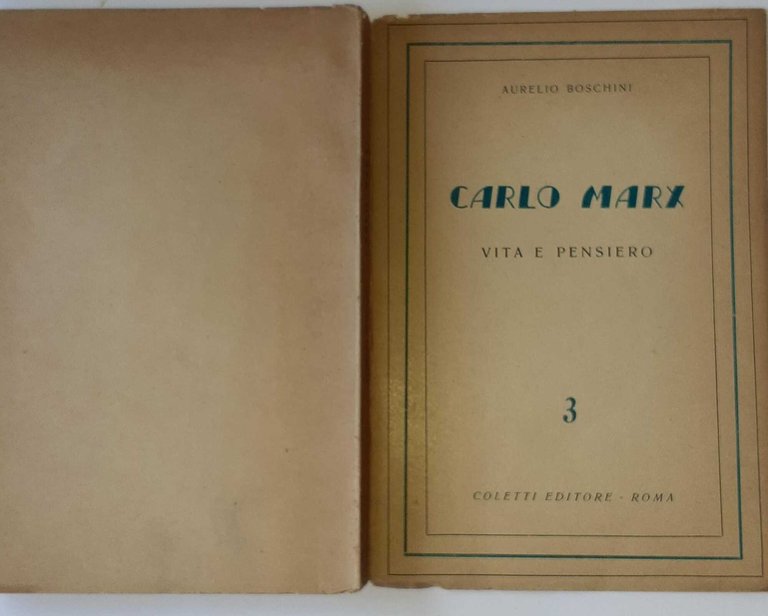 AURELIO BOSCHINI
CARLO MARX
VITA E PENSIERO
3
COLETTI EDITORE - ROMA